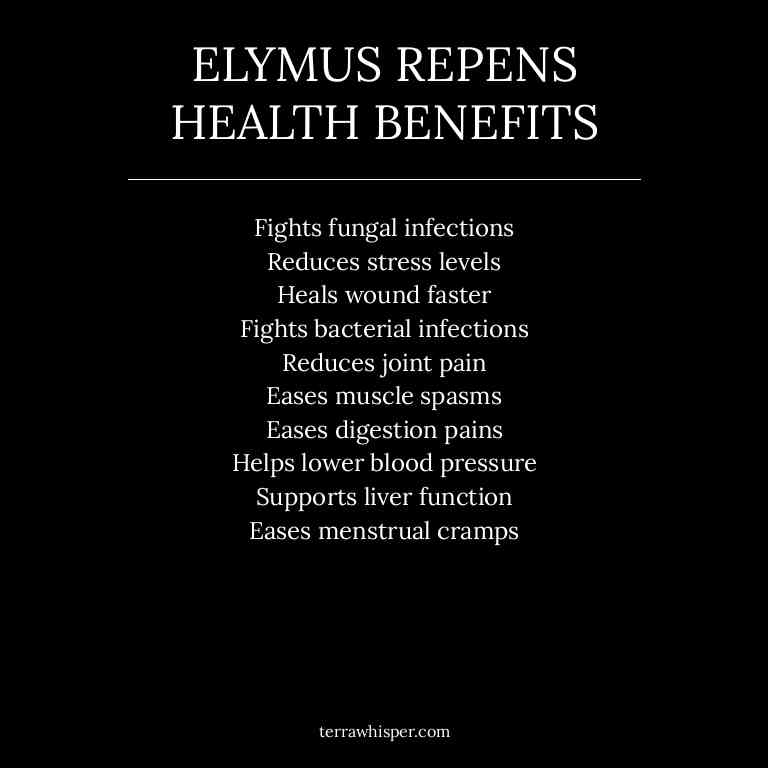 ELYMUS REPENS
HEALTH BENEFITS
Fights fungal infections
Reduces stress levels
Heals wound faster
Fights bacterial infections
Reduces joint pain
Eases muscle spasms
Eases digestion pains
Helps lower blood pressure
Supports liver function
Eases menstrual cramps
terrawhisper.com